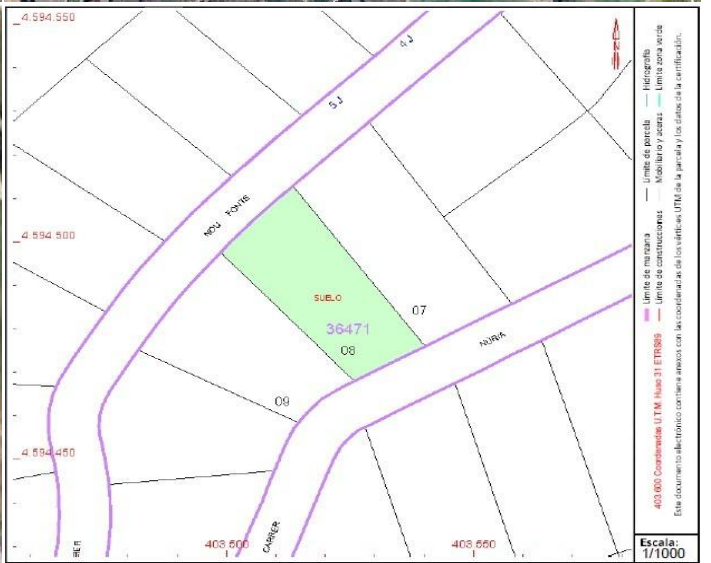 4.594.550
4 J
5 J
NOU FONTS
4.594.500
SUELO
07
36471
08
NURIA
09
4.594.450
403.500
403.550
CARRER
Límite de manzana
Límite de parcela
Hidrografía
Límite de construcciones
Mobiliario y aceras
Límite zona verde
403.600 Coordenadas U.T.M. Huso 31 ETRS89
Este documento electrónico contiene anexos con las coordenadas de los vértices UTM de la parcela y los datos de la certificación.
Escala:
1/1000